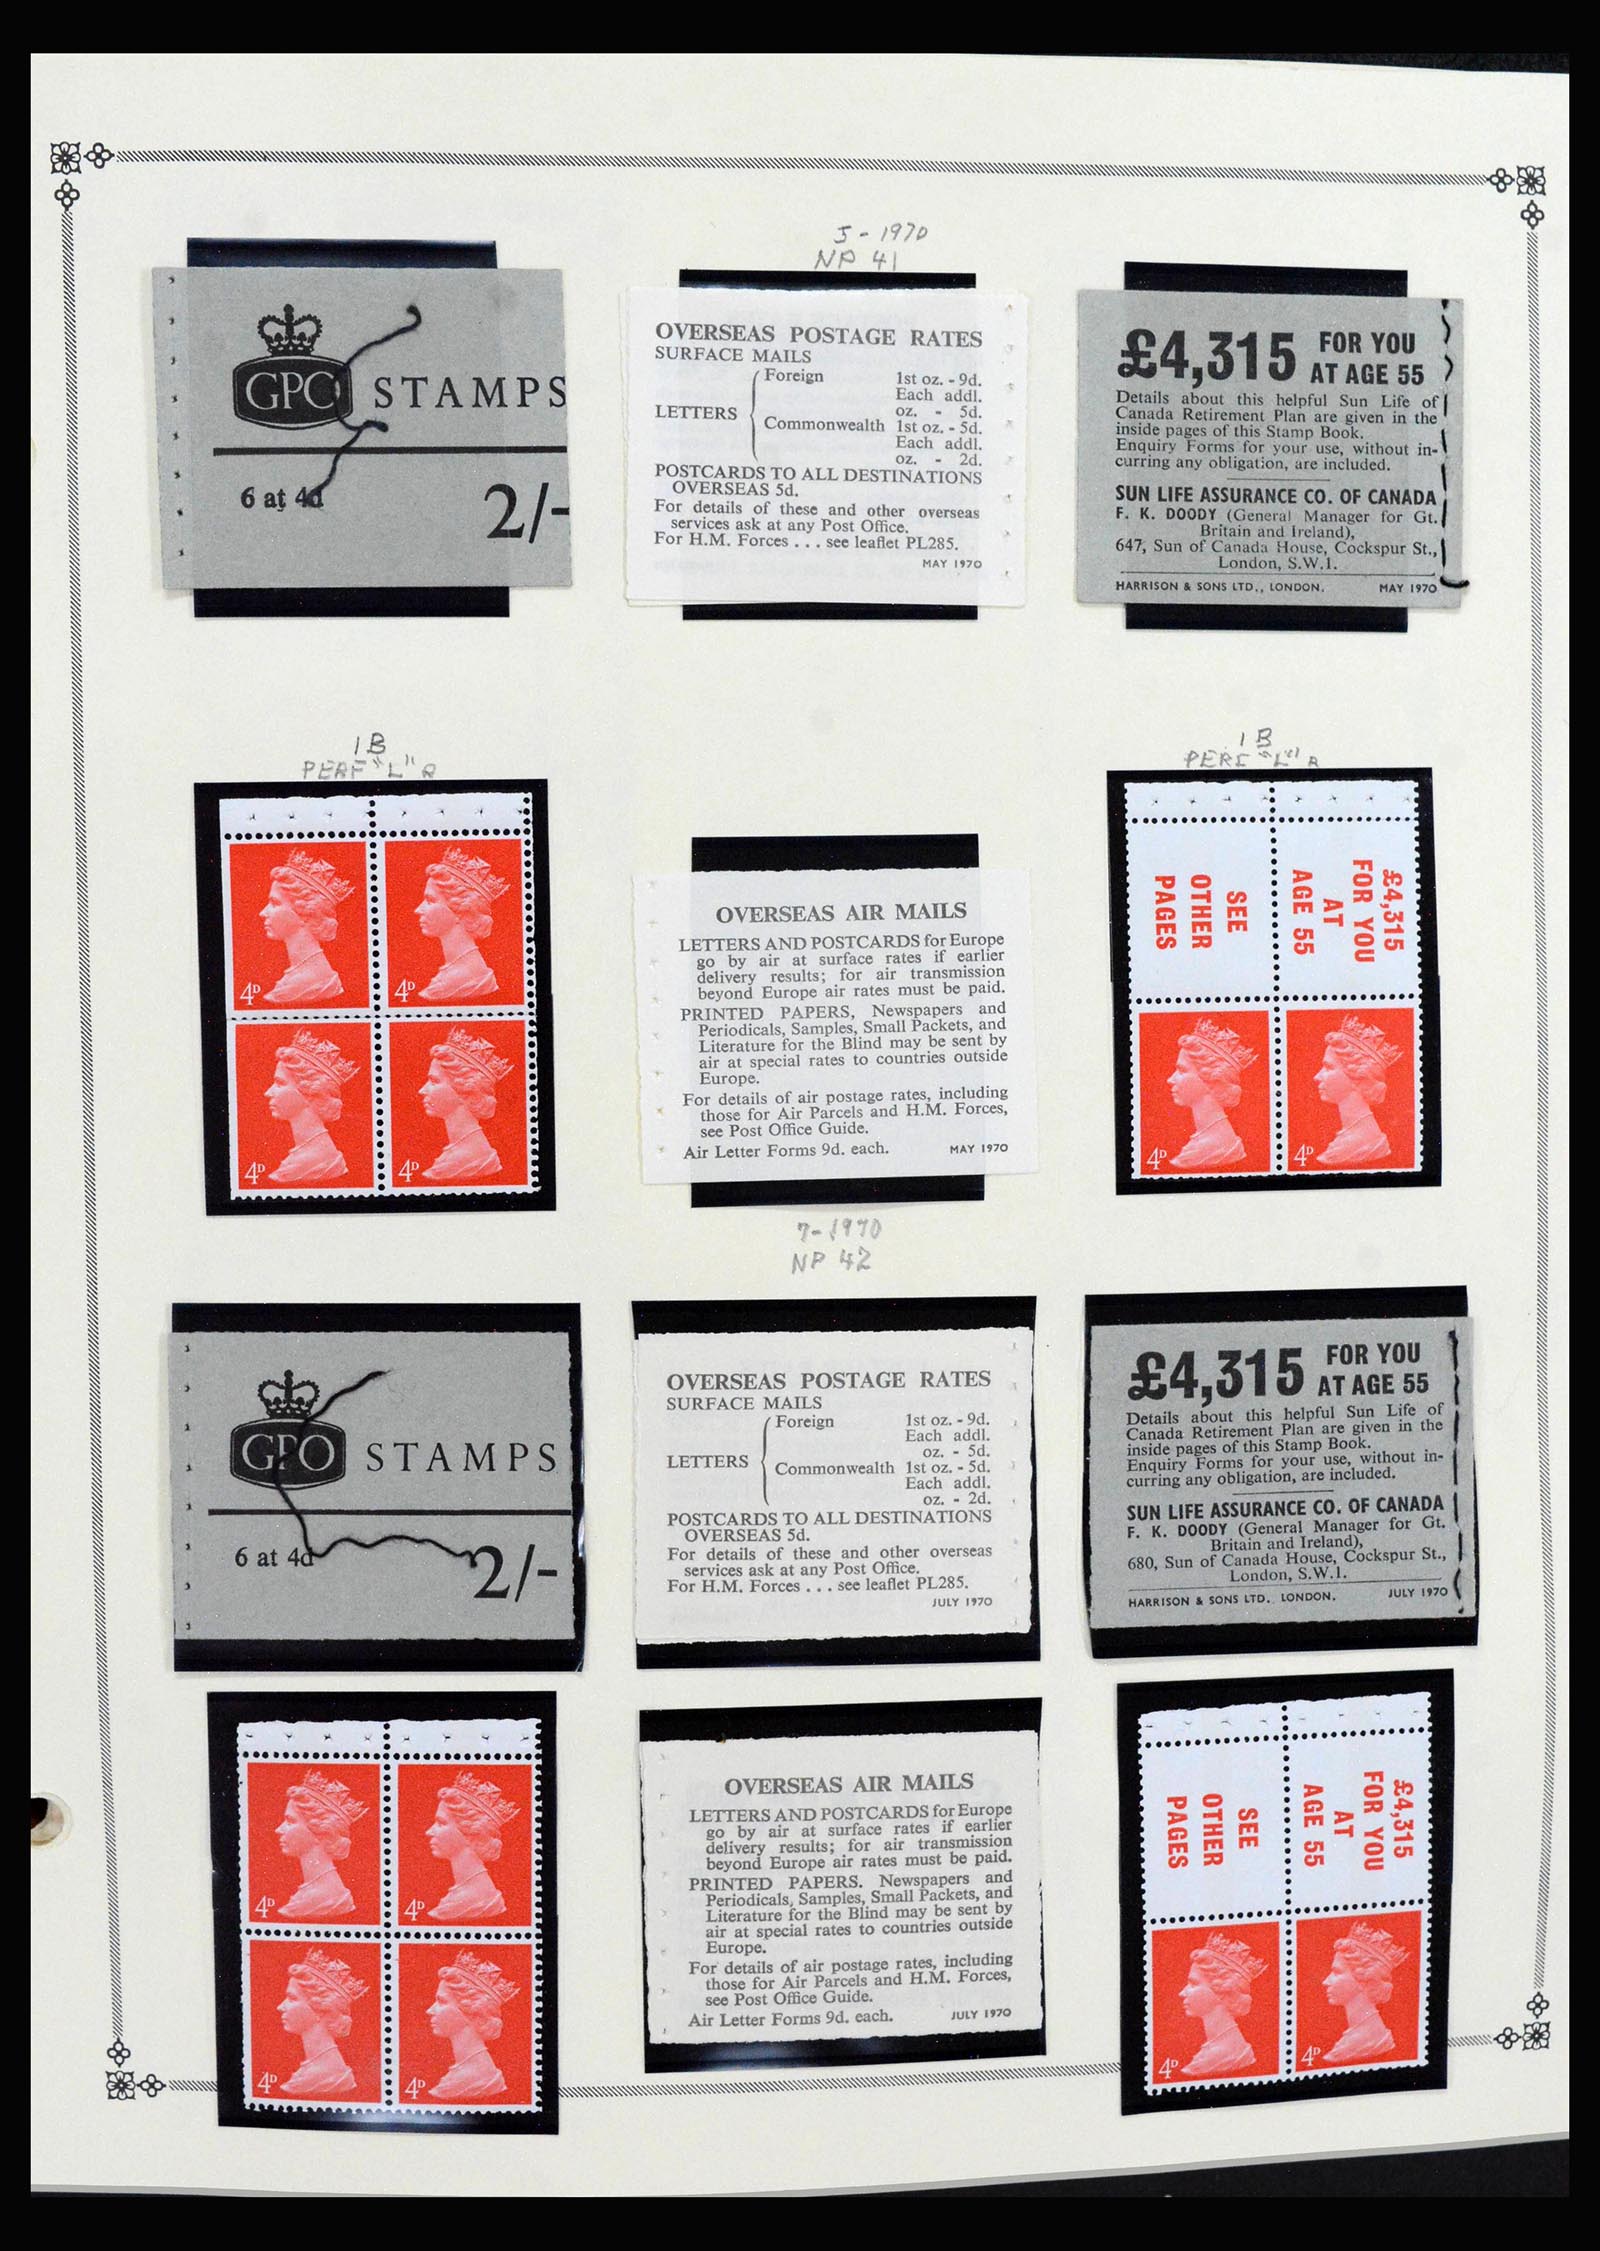 5 - 1970
NP 41
GPO STAMPS
6 at 4d
2/-
OVERSEAS POSTAGE RATES
SURFACE MAILS
LETTERS
Foreign 1st oz. - 9d.
Each addl.
oz. - 5d.
Commonwealth 1st oz. - 5d.
Each addl.
oz. - 2d.
POSTCARDS TO ALL DESTINATIONS
OVERSEAS 5d.
For details of these and other overseas
services ask at any Post Office.
For H.M. Forces . . . see leaflet PL285.
MAY 1970
£4,315 FOR YOU
AT AGE 55
Details about this helpful Sun Life of
Canada Retirement Plan are given in the
inside pages of this Stamp Book.
Enquiry Forms for your use, without in-
curring any obligation, are included.
SUN LIFE ASSURANCE CO. OF CANADA
F. K. DOODY (General Manager for Gt.
Britain and Ireland),
647, Sun of Canada House, Cockspur St.,
London, S.W.1.
HARRISON & SONS LTD., LONDON. MAY 1970
1B
PERF "L" R
4D
4D
4D
4D
OVERSEAS AIR MAILS
LETTERS AND POSTCARDS for Europe
go by air at surface rates if earlier
delivery results; for air transmission
beyond Europe air rates must be paid.
PRINTED PAPERS, Newspapers and
Periodicals, Samples, Small Packets, and
Literature for the Blind may be sent by
air at special rates to countries outside
Europe.
For details of air postage rates, including
those for Air Parcels and H.M. Forces,
see Post Office Guide.
Air Letter Forms 9d. each. MAY 1970
1B
PERF "L" R
£4,315
FOR YOU
AT
AGE 55
SEE
OTHER
PAGES
4D
4D
7-1970
NP 42
GPO STAMPS
6 at 4d
2/-
OVERSEAS POSTAGE RATES
SURFACE MAILS
LETTERS
Foreign 1st oz. - 9d.
Each addl.
oz. - 5d.
Commonwealth 1st oz. - 5d.
Each addl.
oz. - 2d.
POSTCARDS TO ALL DESTINATIONS
OVERSEAS 5d.
For details of these and other overseas
services ask at any Post Office.
For H.M. Forces . . . see leaflet PL285.
JULY 1970
£4,315 FOR YOU
AT AGE 55
Details about this helpful Sun Life of
Canada Retirement Plan are given in the
inside pages of this Stamp Book.
Enquiry Forms for your use, without in-
curring any obligation, are included.
SUN LIFE ASSURANCE CO. OF CANADA
F. K. DOODY (General Manager for Gt.
Britain and Ireland),
680, Sun of Canada House, Cockspur St.,
London, S.W.1.
HARRISON & SONS LTD. LONDON. JULY 1970
4D
4D
4D
4D
OVERSEAS AIR MAILS
LETTERS AND POSTCARDS for Europe
go by air at surface rates if earlier
delivery results; for air transmission
beyond Europe air rates must be paid.
PRINTED PAPERS. Newspapers and
Periodicals, Samples, Small Packets, and
Literature for the Blind may be sent by
air at special rates to countries outside
Europe.
For details of air postage rates, including
those for Air Parcels and H.M. Forces,
see Post Office Guide.
Air Letter Forms 9d. each. JULY 1970
£4,315
FOR YOU
AT
AGE 55
SEE
OTHER
PAGES
4D
4D